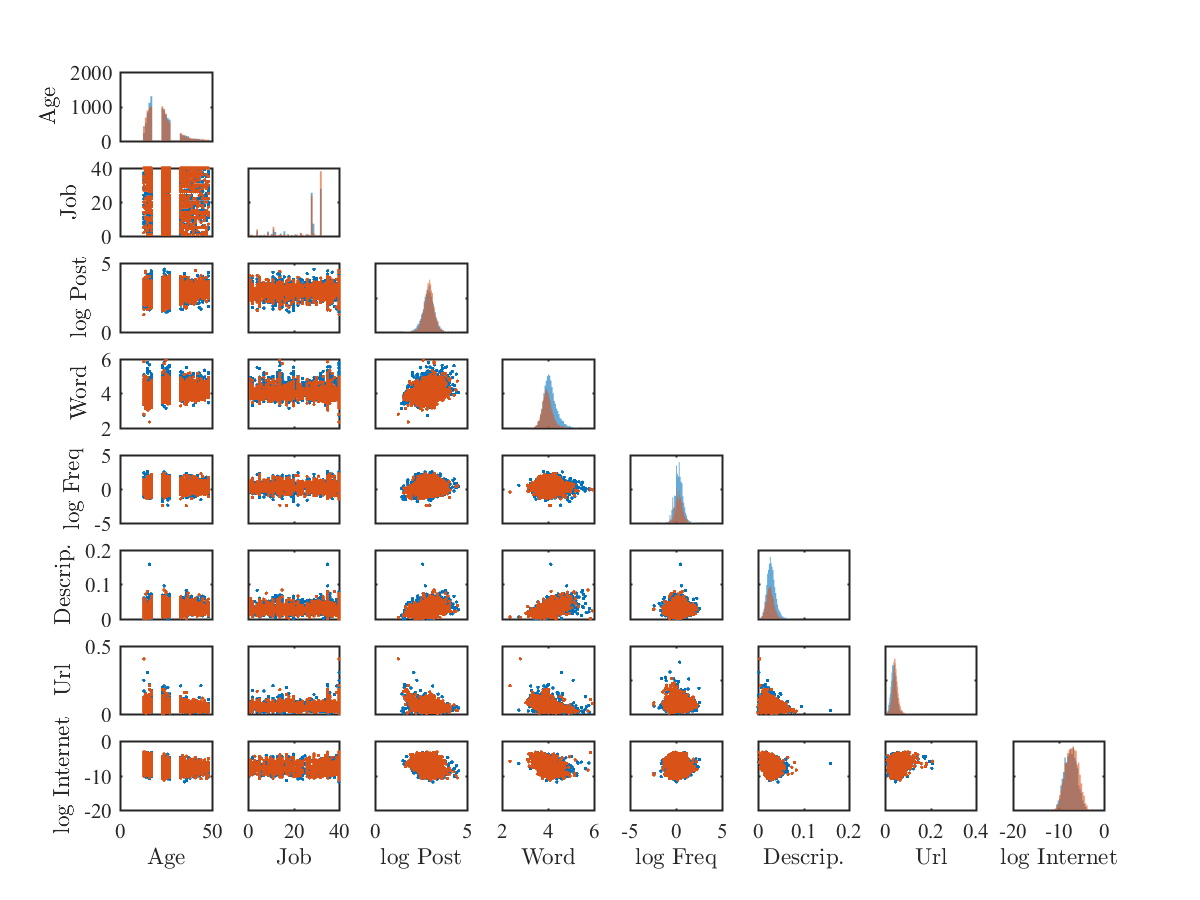 2000
1000
0
Age
40
20
0
Job
5
0
log Post
6
4
2
Word
5
0
-5
log Freq
0.2
0.1
0
Descrip.
0.5
0
Url
0
-10
-20
log Internet
0 50 0 20 40 0 5 2 4 6 -5 0 5 0 0.1 0.2 0 0.2 0.4 -20 -10 0
Age Job log Post Word log Freq Descrip. Url log Internet